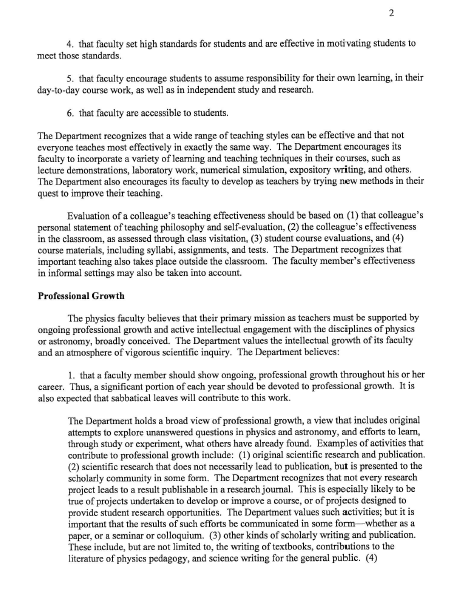 2
4. that faculty set high standards for students and are effective in motivating students to
meet those standards.
5. that faculty encourage students to assume responsibility for their own learning, in their
day-to-day course work, as well as in independent study and research.
6. that faculty are accessible to students.
The Department recognizes that a wide range of teaching styles can be effective and that not
everyone teaches most effectively in exactly the same way. The Department encourages its
faculty to incorporate a variety of learning and teaching techniques in their courses, such as
lecture demonstrations, laboratory work, numerical simulation, expository writing, and others.
The Department also encourages its faculty to develop as teachers by trying new methods in their
quest to improve their teaching.
Evaluation of a colleague's teaching effectiveness should be based on (1) that colleague's
personal statement of teaching philosophy and self-evaluation, (2) the colleague's effectiveness
in the classroom, as assessed through class visitation, (3) student course evaluations, and (4)
course materials, including syllabi, assignments, and tests. The Department recognizes that
important teaching also takes place outside the classroom. The faculty member's effectiveness
in informal settings may also be taken into account.
Professional Growth
The physics faculty believes that their primary mission as teachers must be supported by
ongoing professional growth and active intellectual engagement with the disciplines of physics
or astronomy, broadly conceived. The Department values the intellectual growth of its faculty
and an atmosphere of vigorous scientific inquiry. The Department believes:
1. that a faculty member should show ongoing, professional growth throughout his or her
career. Thus, a significant portion of each year should be devoted to professional growth. It is
also expected that sabbatical leaves will contribute to this work.
The Department holds a broad view of professional growth, a view that includes original
attempts to explore unanswered questions in physics and astronomy, and efforts to learn,
through study or experiment, what others have already found. Examples of activities that
contribute to professional growth include: (1) original scientific research and publication.
(2) scientific research that does not necessarily lead to publication, but is presented to the
scholarly community in some form. The Department recognizes that not every research
project leads to a result publishable in a research journal. This is especially likely to be
true of projects undertaken to develop or improve a course, or of projects designed to
provide student research opportunities. The Department values such activities; but it is
important that the results of such efforts be communicated in some form—whether as a
paper, or a seminar or colloquium. (3) other kinds of scholarly writing and publication.
These include, but are not limited to, the writing of textbooks, contributions to the
literature of physics pedagogy, and science writing for the general public. (4)